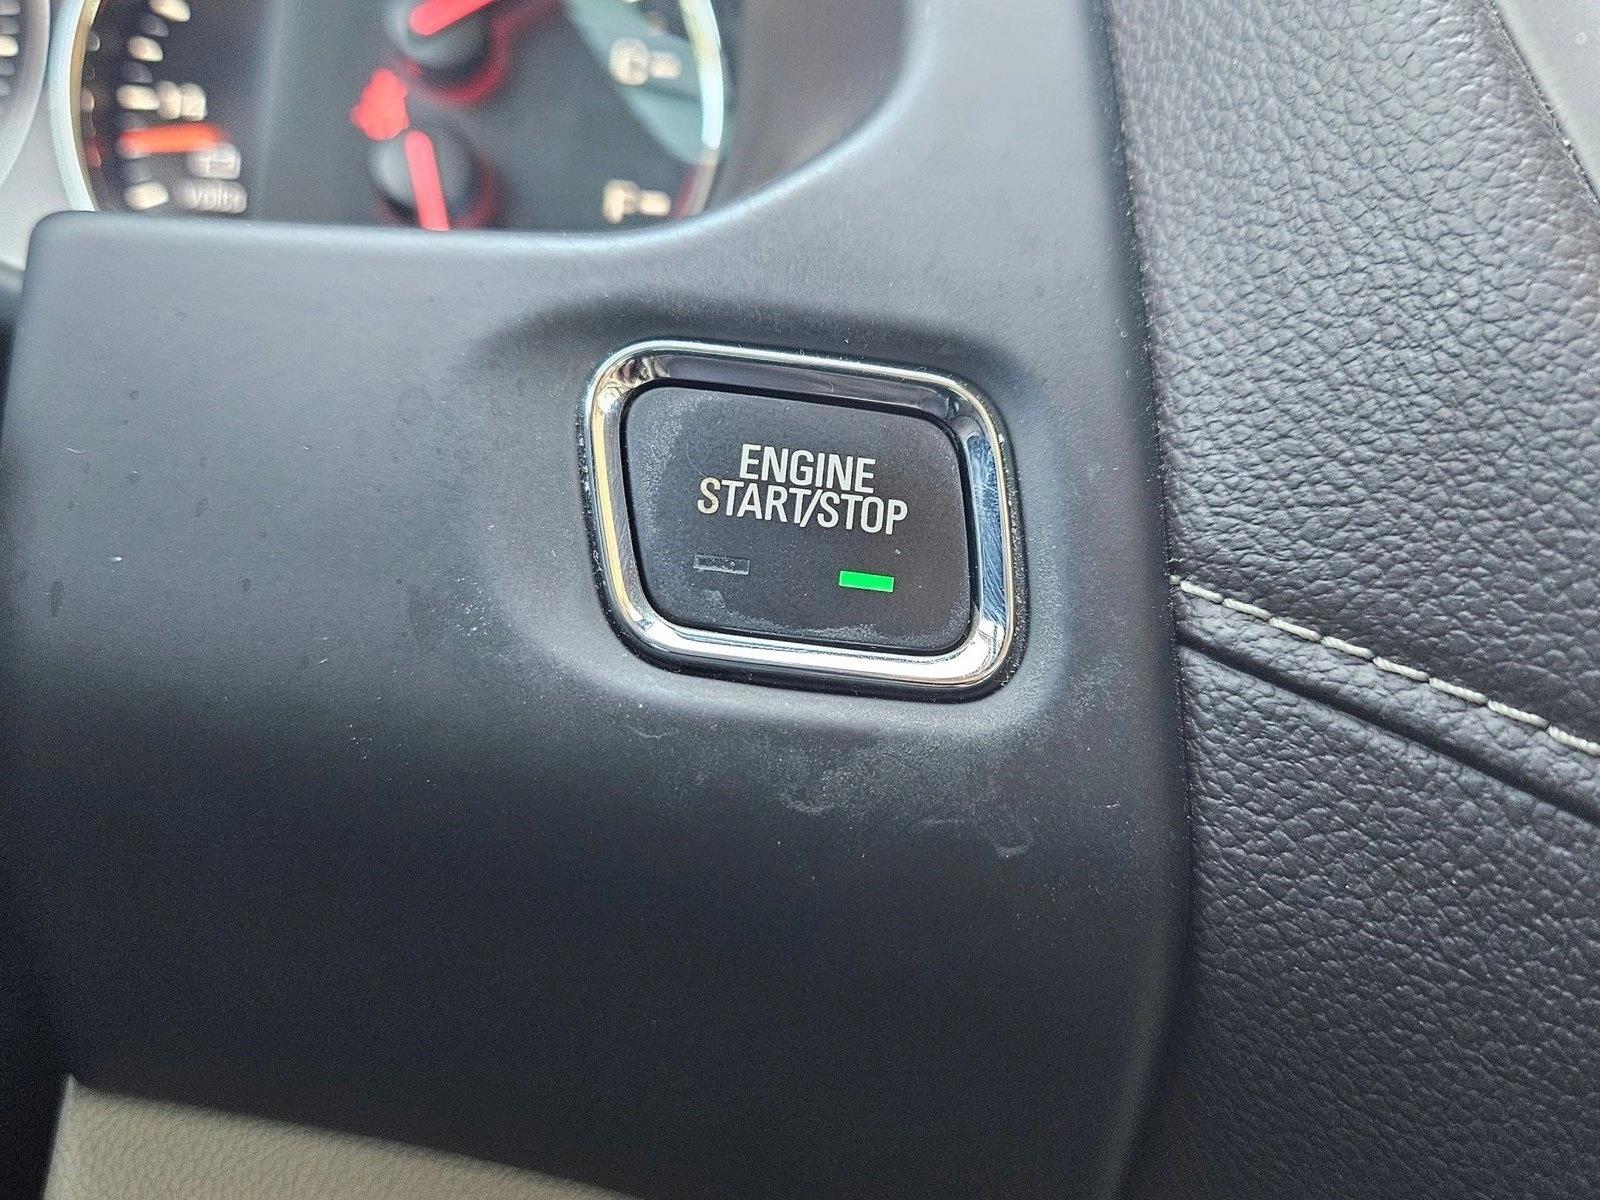 F
volts
ENGINE
START/STOP